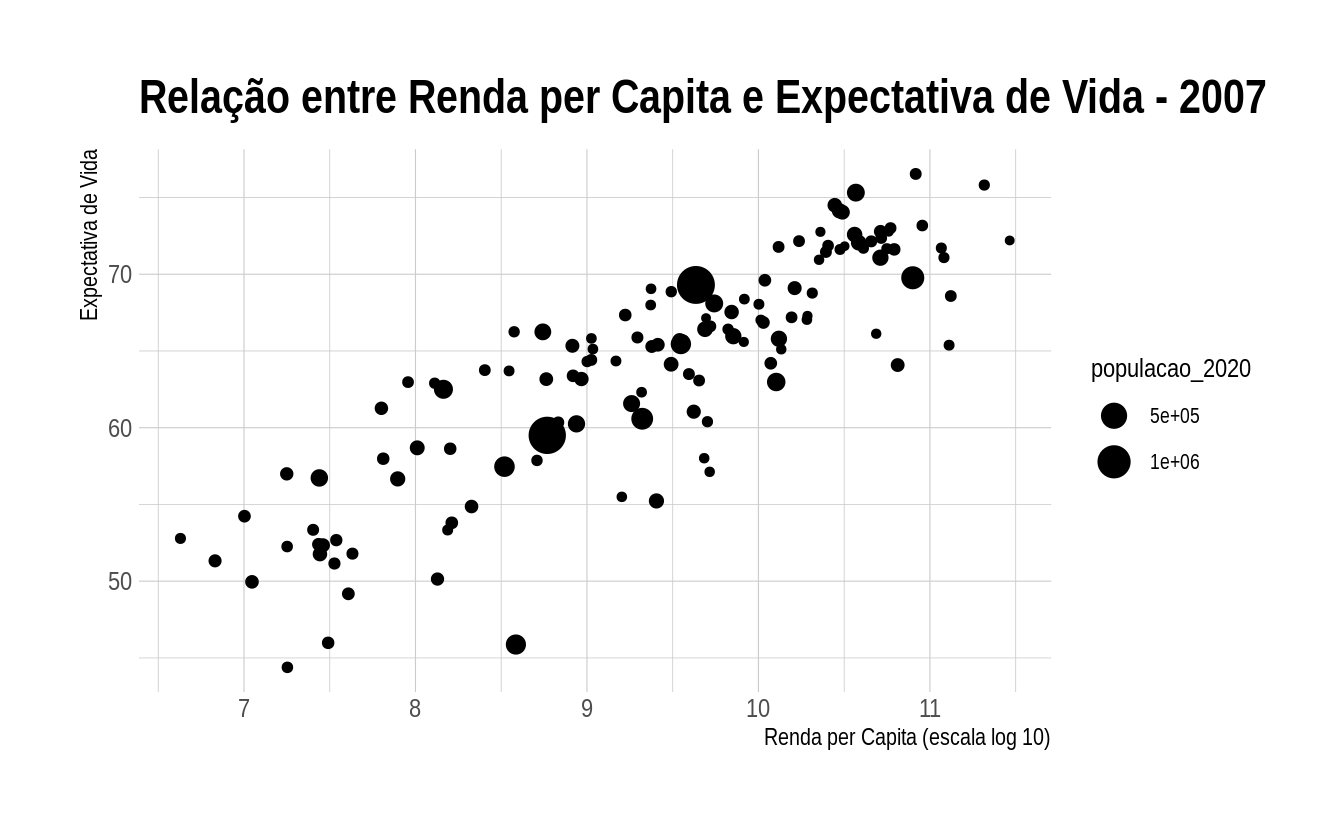 Relação entre Renda per Capita e Expectativa de Vida - 2007
Expectativa de Vida
70
60
50
7 8 9 10 11
Renda per Capita (escala log 10)
populacao_2020
5e+05
1e+06